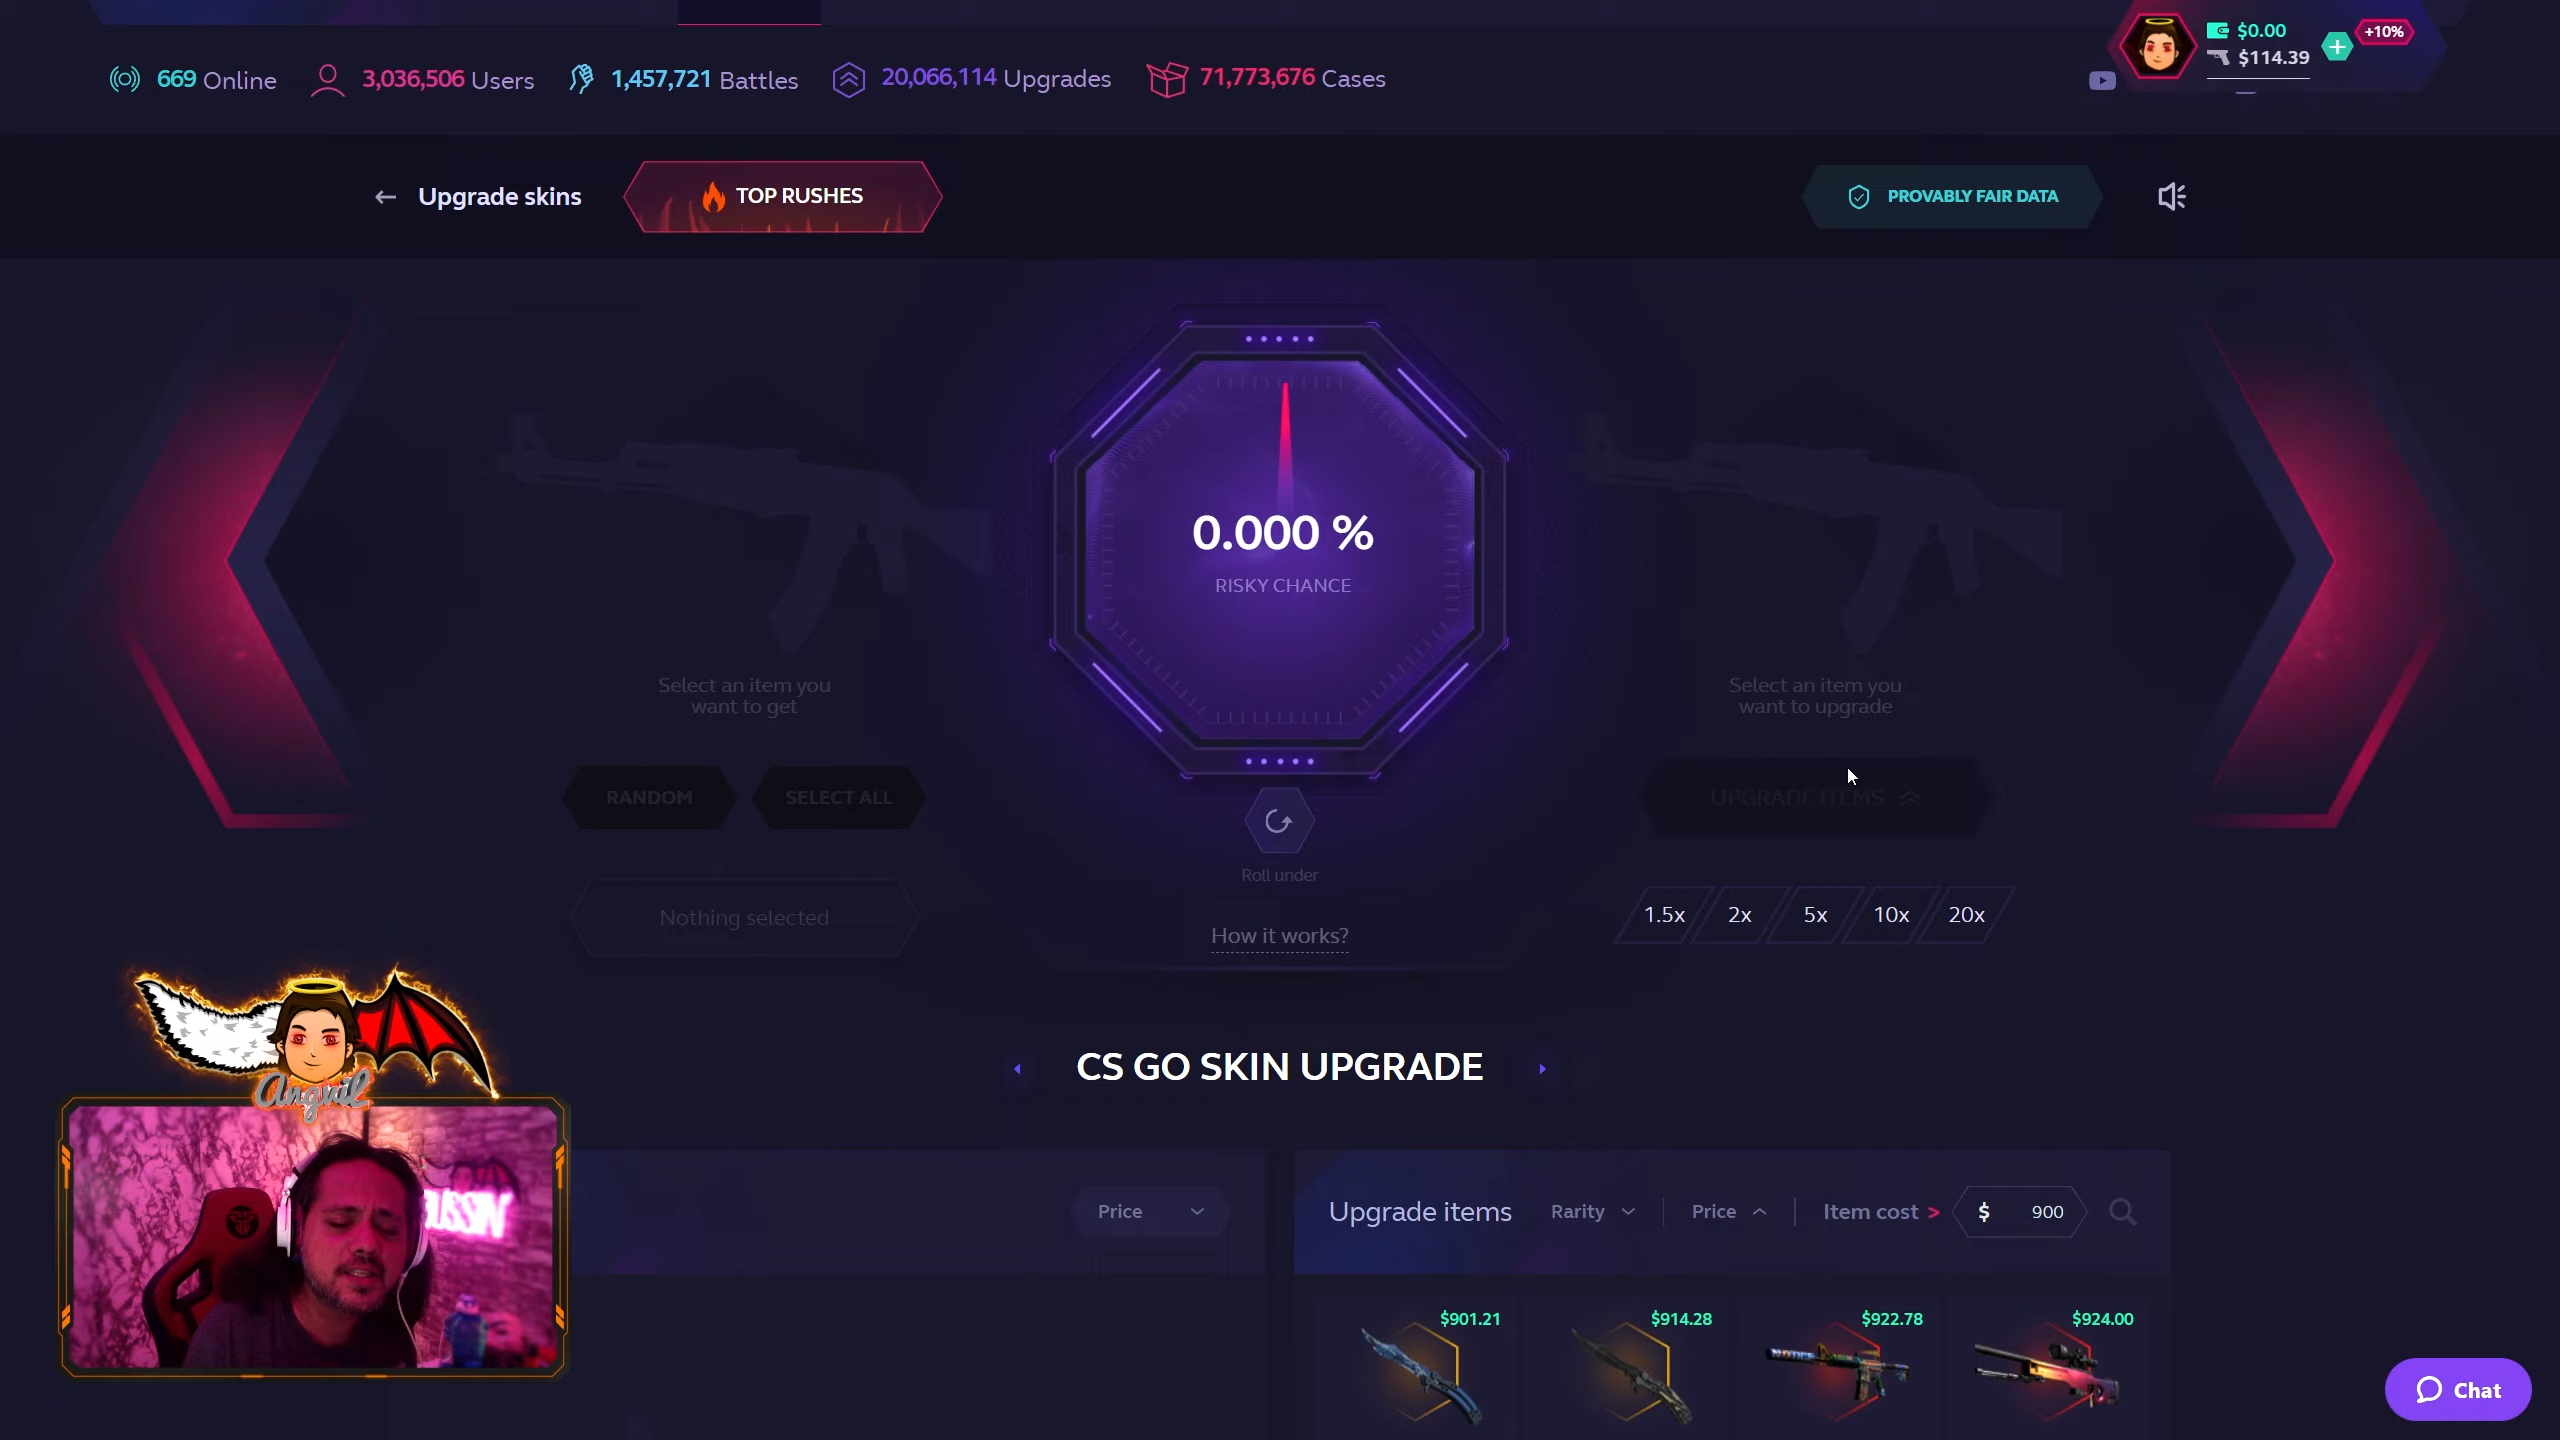 669 Online
3,036,506 Users
1,457,721 Battles
20,066,114 Upgrades
71,773,676 Cases
$0.00
$114.39
+10%
Upgrade skins
TOP RUSHES
PROVABLY FAIR DATA
0.000 %
RISKY CHANCE
Select an item you
want to get
Select an item you
want to upgrade
RANDOM
SELECT ALL
UPGRADE ITEMS
Nothing selected
Roll under
How it works?
1.5x
2x
5x
10x
20x
CS GO SKIN UPGRADE
angvil
Price
Upgrade items
Rarity
Price
Item cost >
$ 900
$901.21
$914.28
$922.78
$924.00
Chat